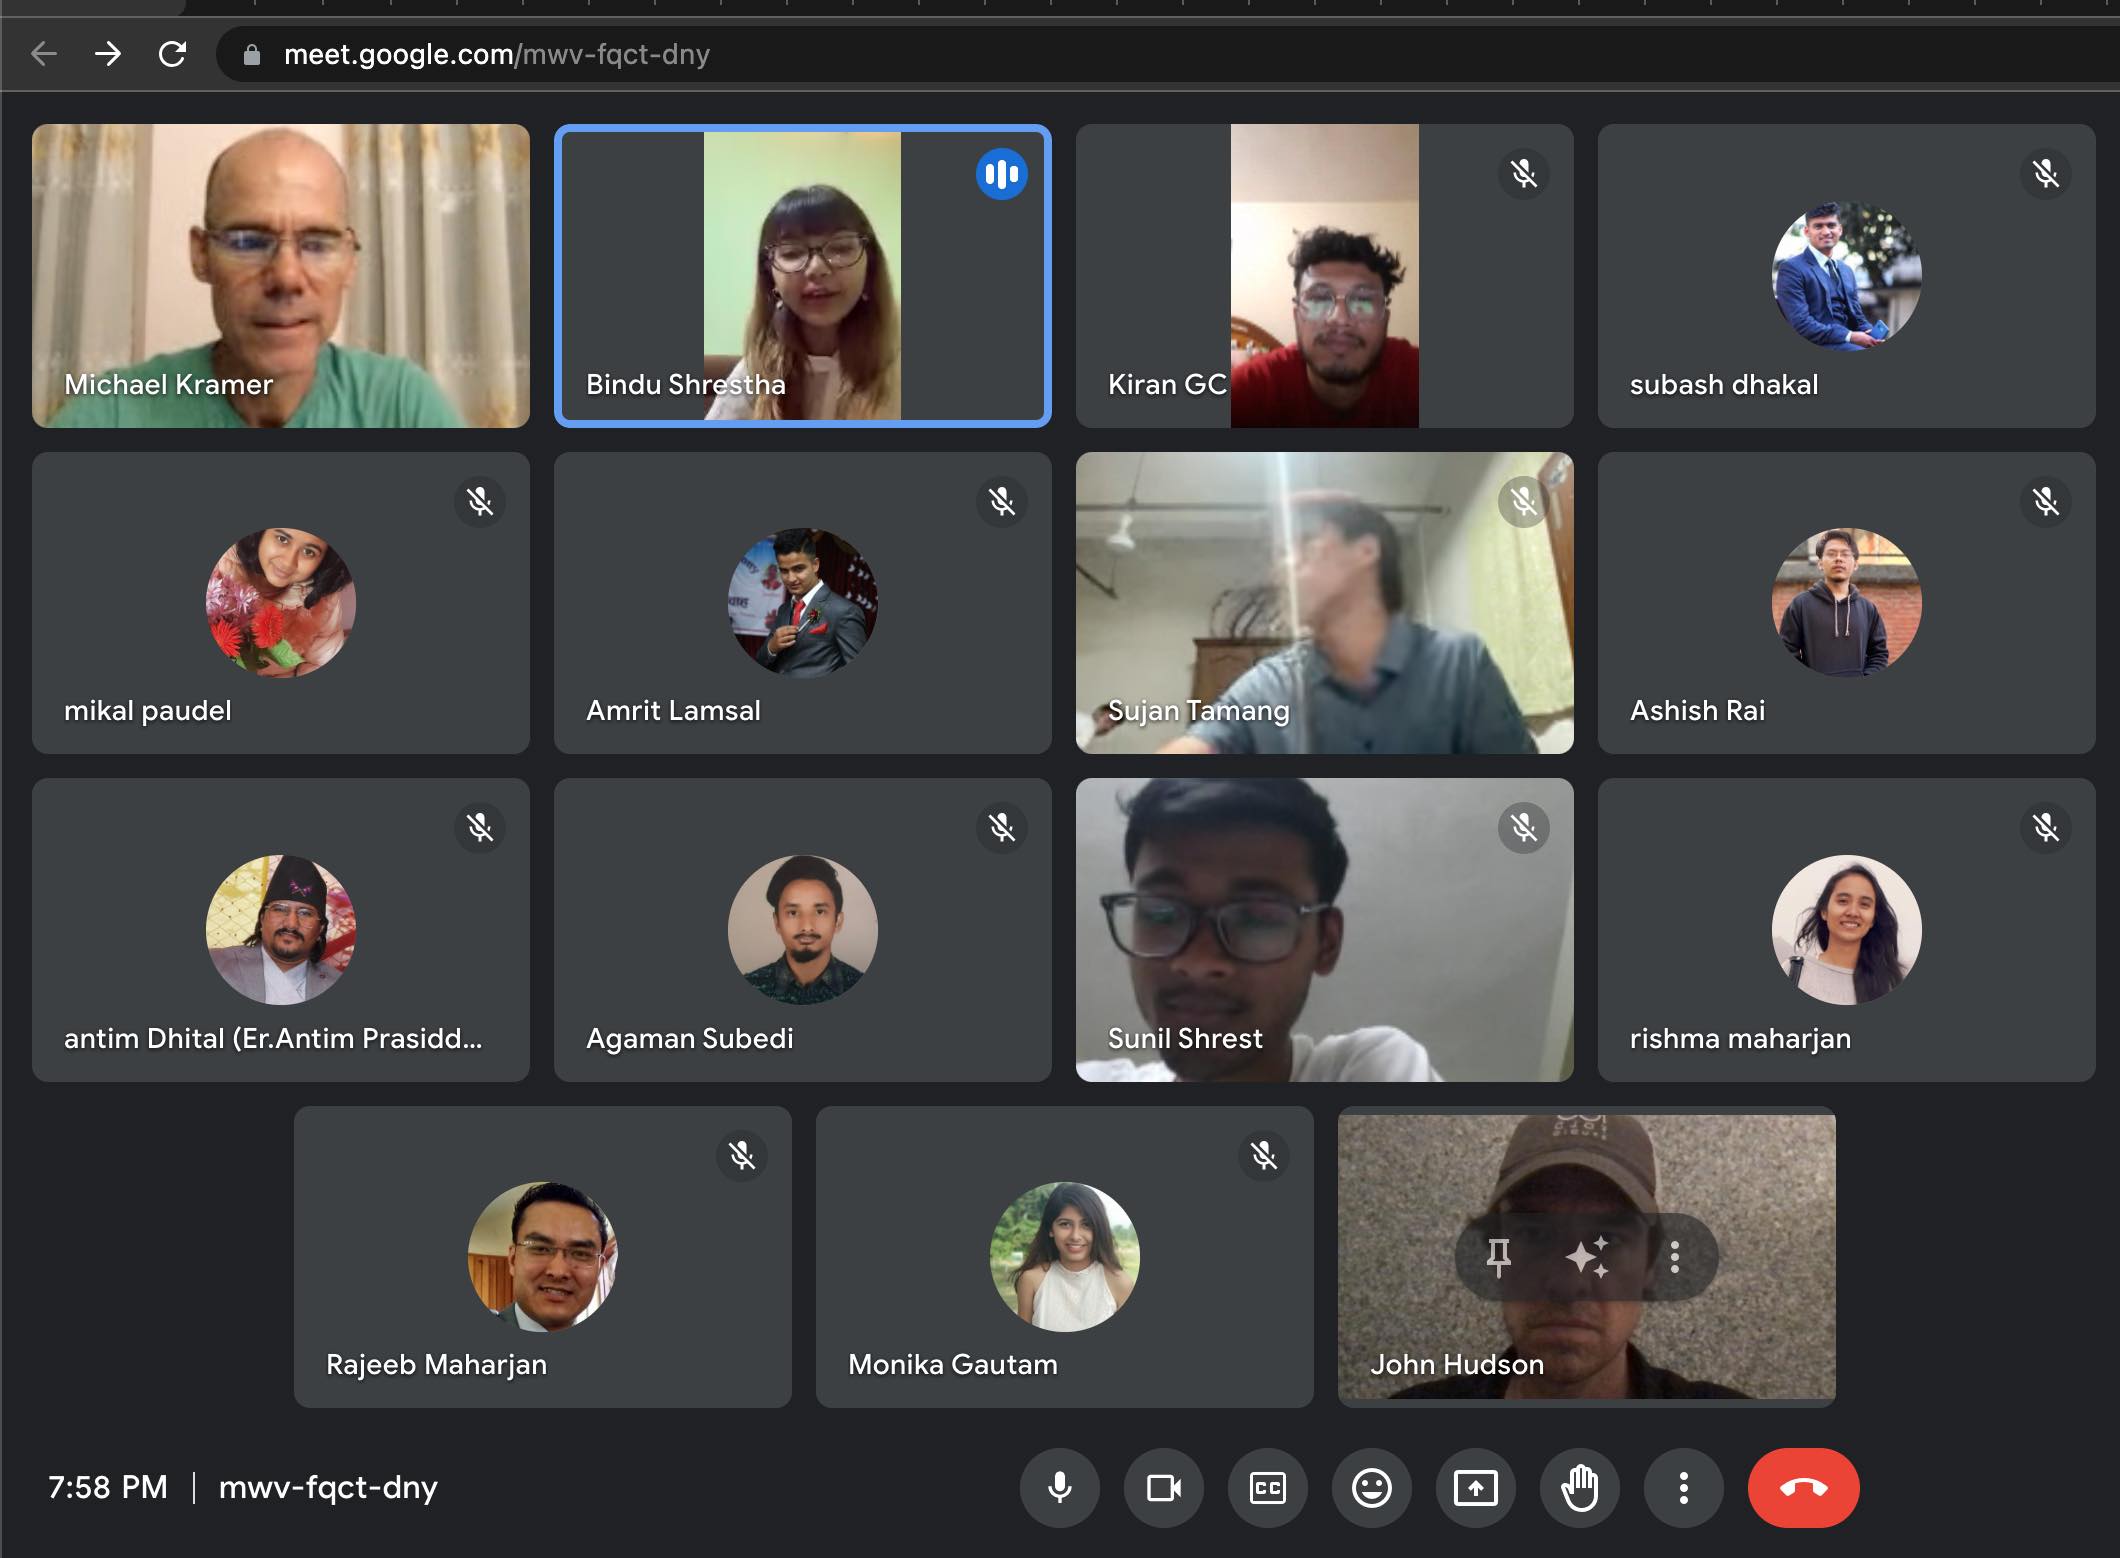 meet.google.com/mwv-fqct-dny
Michael Kramer
Bindu Shrestha
Kiran GC
subash dhakal
mikal paudel
Amrit Lamsal
Sujan Tamang
Ashish Rai
antim Dhital (Er.Antim Prasidd...
Agaman Subedi
Sunil Shrest
rishma maharjan
Rajeeb Maharjan
Monika Gautam
John Hudson
7:58 PM | mwv-fqct-dny
CC